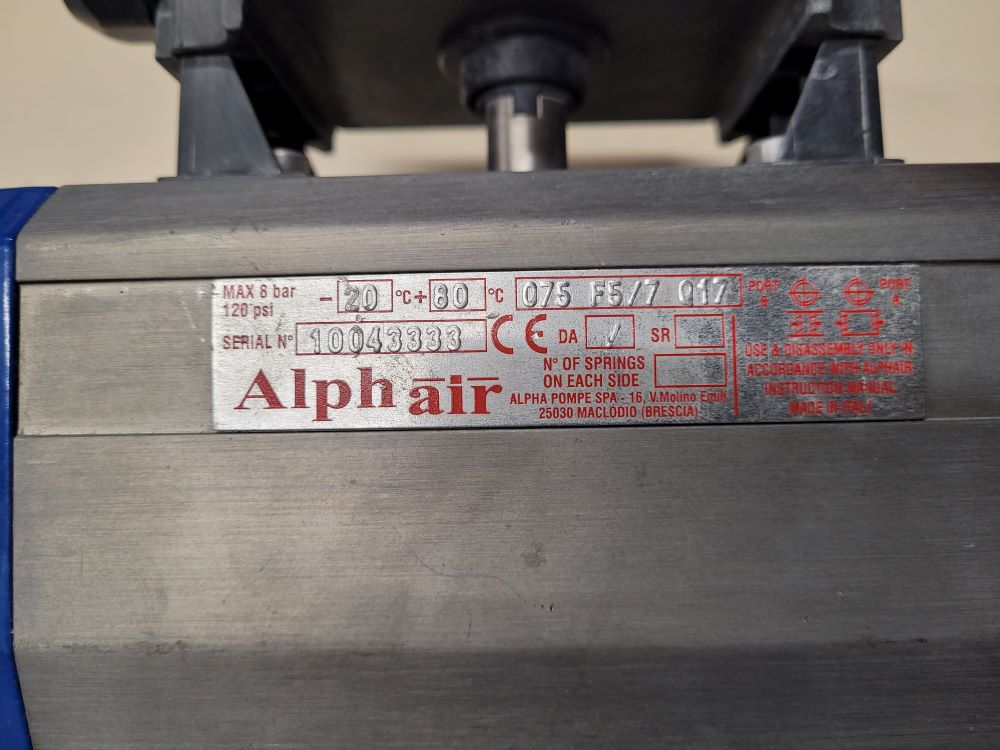 MAX 8 bar
120 psi
-20 °C +80 °C 075 F5/7 Q17
SERIAL N° 10043333 CE DA / SR
N° OF SPRINGS
ON EACH SIDE
Alphair
ALPHA POMPE SPA - 16, V.Molino Emili
25030 MACLODIO (BRESCIA)
PORT
B
PORT
A
USE & DISASSEMBLY ONLY IN
ACCORDANCE WITH ALPHAIR
INSTRUCTION MANUAL
MADE IN ITALY